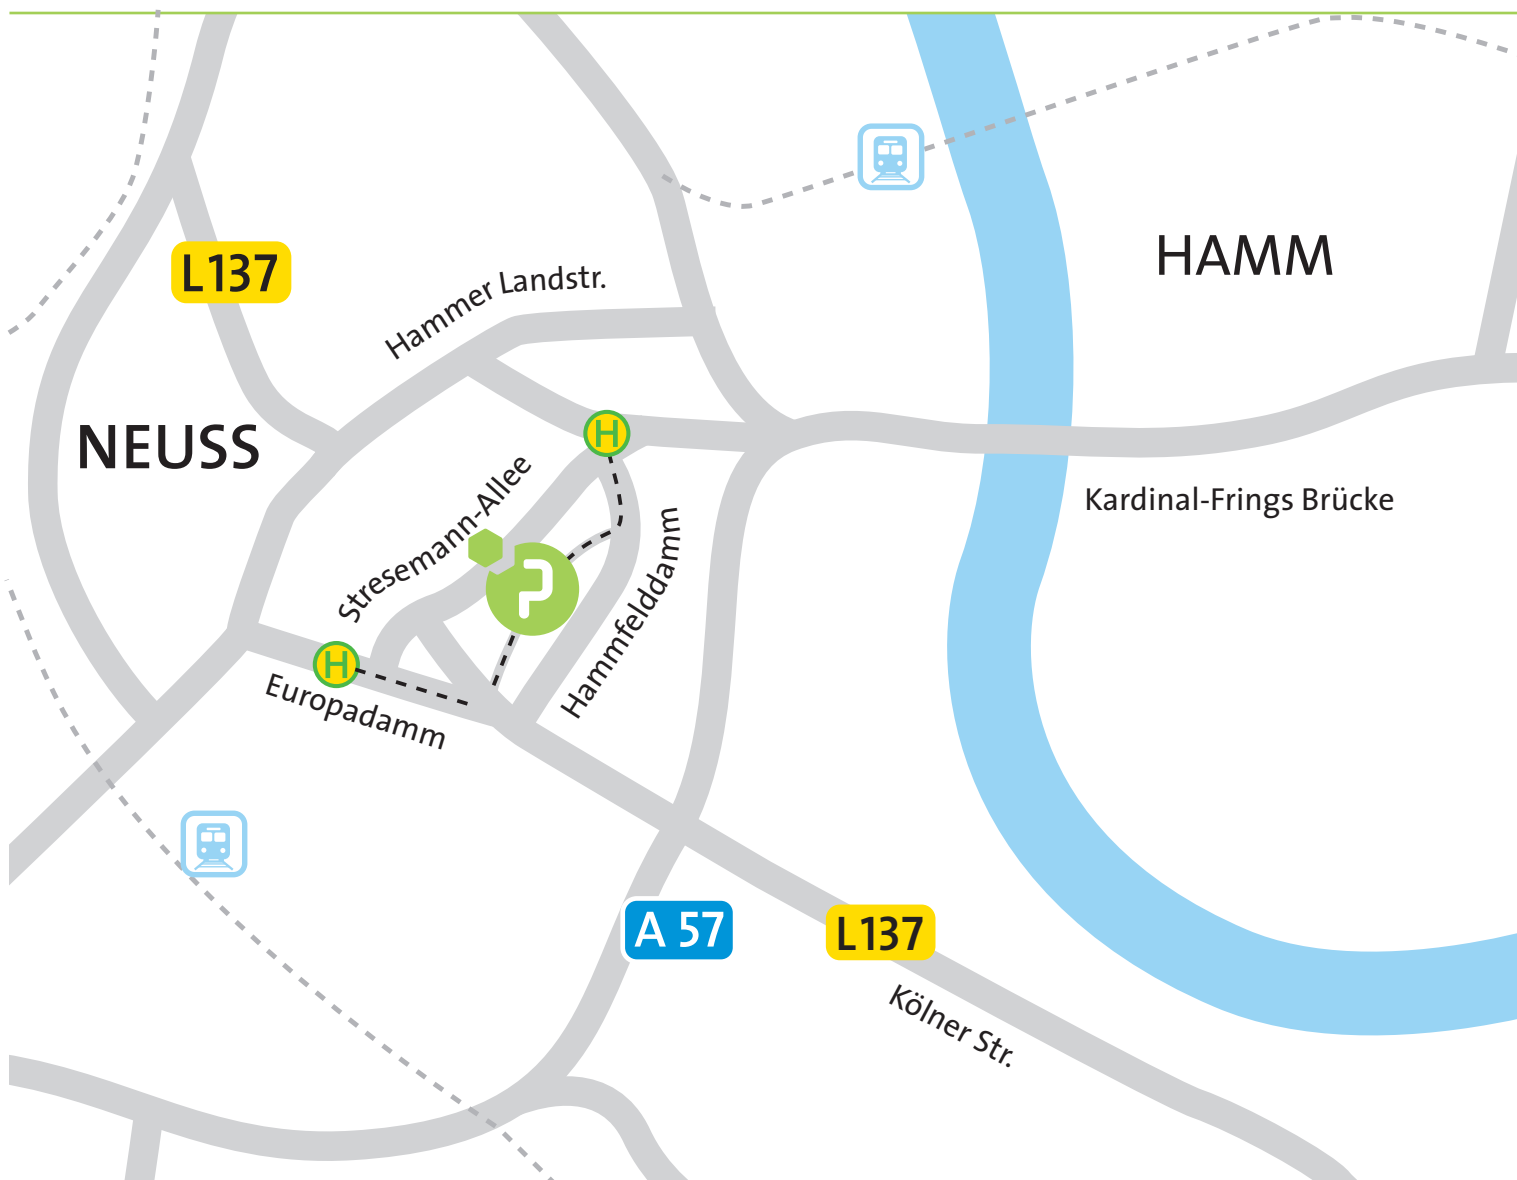 HAMM
L137
Hammer Landstr.
NEUSS
H
Stresemann-Allee
Kardinal-Frings Brücke
Hammfelddamm
P
H
Europadamm
A 57
L137
Kölner Str.